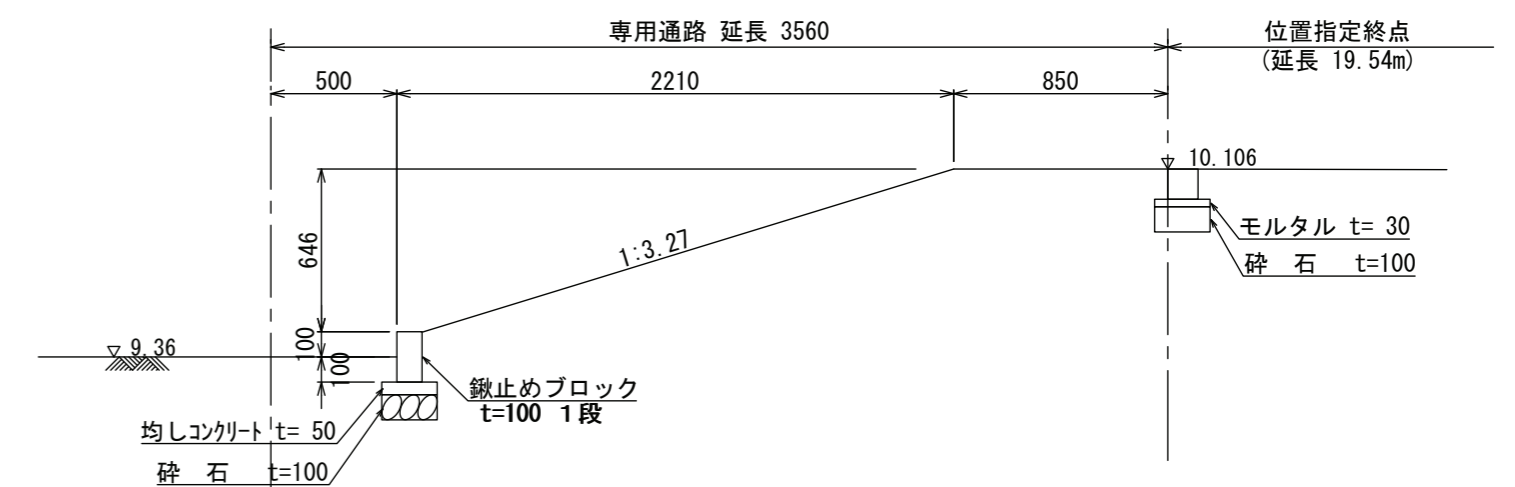 専用通路 延長 3560
位置指定終点
(延長 19.54m)
500
2210
850
10.106
646
1:3.27
モルタル t= 30
砕 石 t=100
9.36
100
100
鍬止めブロック
t=100 1段
均しｺﾝｸﾘｰﾄ t= 50
砕 石 t=100